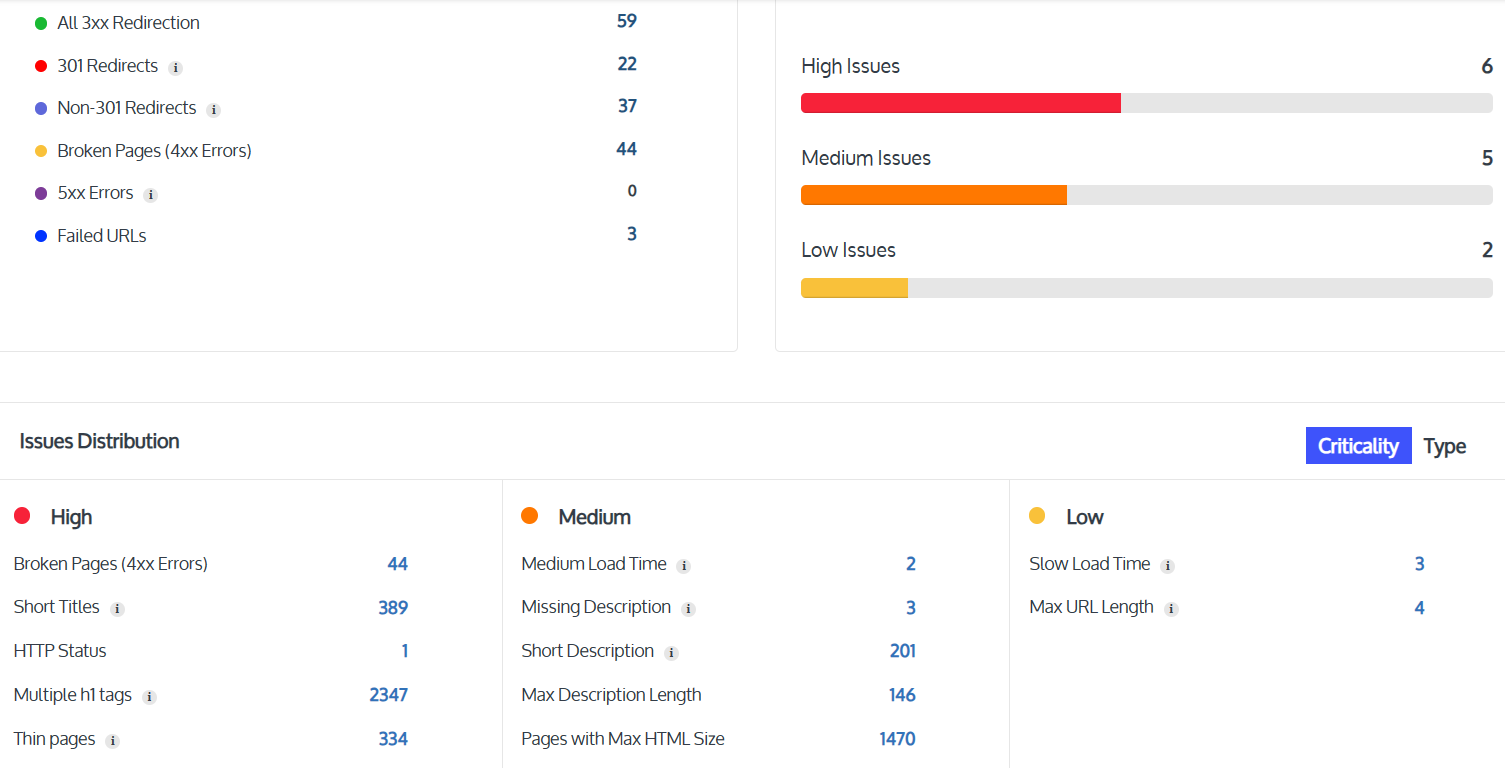 All 3xx Redirection 59
301 Redirects i 22
Non-301 Redirects i 37
Broken Pages (4xx Errors) 44
5xx Errors i 0
Failed URLs 3
High Issues 6
Medium Issues 5
Low Issues 2
Issues Distribution
Criticality Type
High
Broken Pages (4xx Errors) 44
Short Titles i 389
HTTP Status 1
Multiple h1 tags i 2347
Thin pages i 334
Medium
Medium Load Time i 2
Missing Description i 3
Short Description i 201
Max Description Length 146
Pages with Max HTML Size 1470
Low
Slow Load Time i 3
Max URL Length i 4